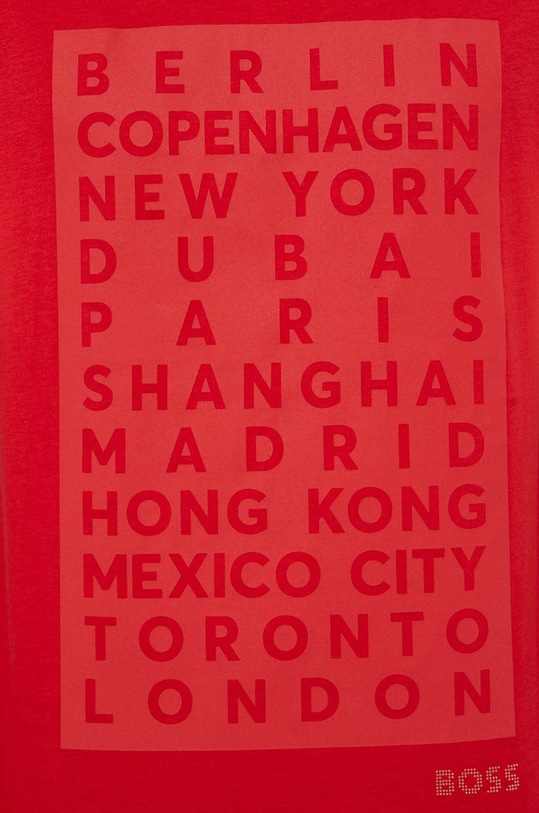 BERLIN
COPENHAGEN
NEW YORK
DUBAI
PARIS
SHANGHAI
MADRID
HONG KONG
MEXICO CITY
TORONTO
LONDON
BOSS